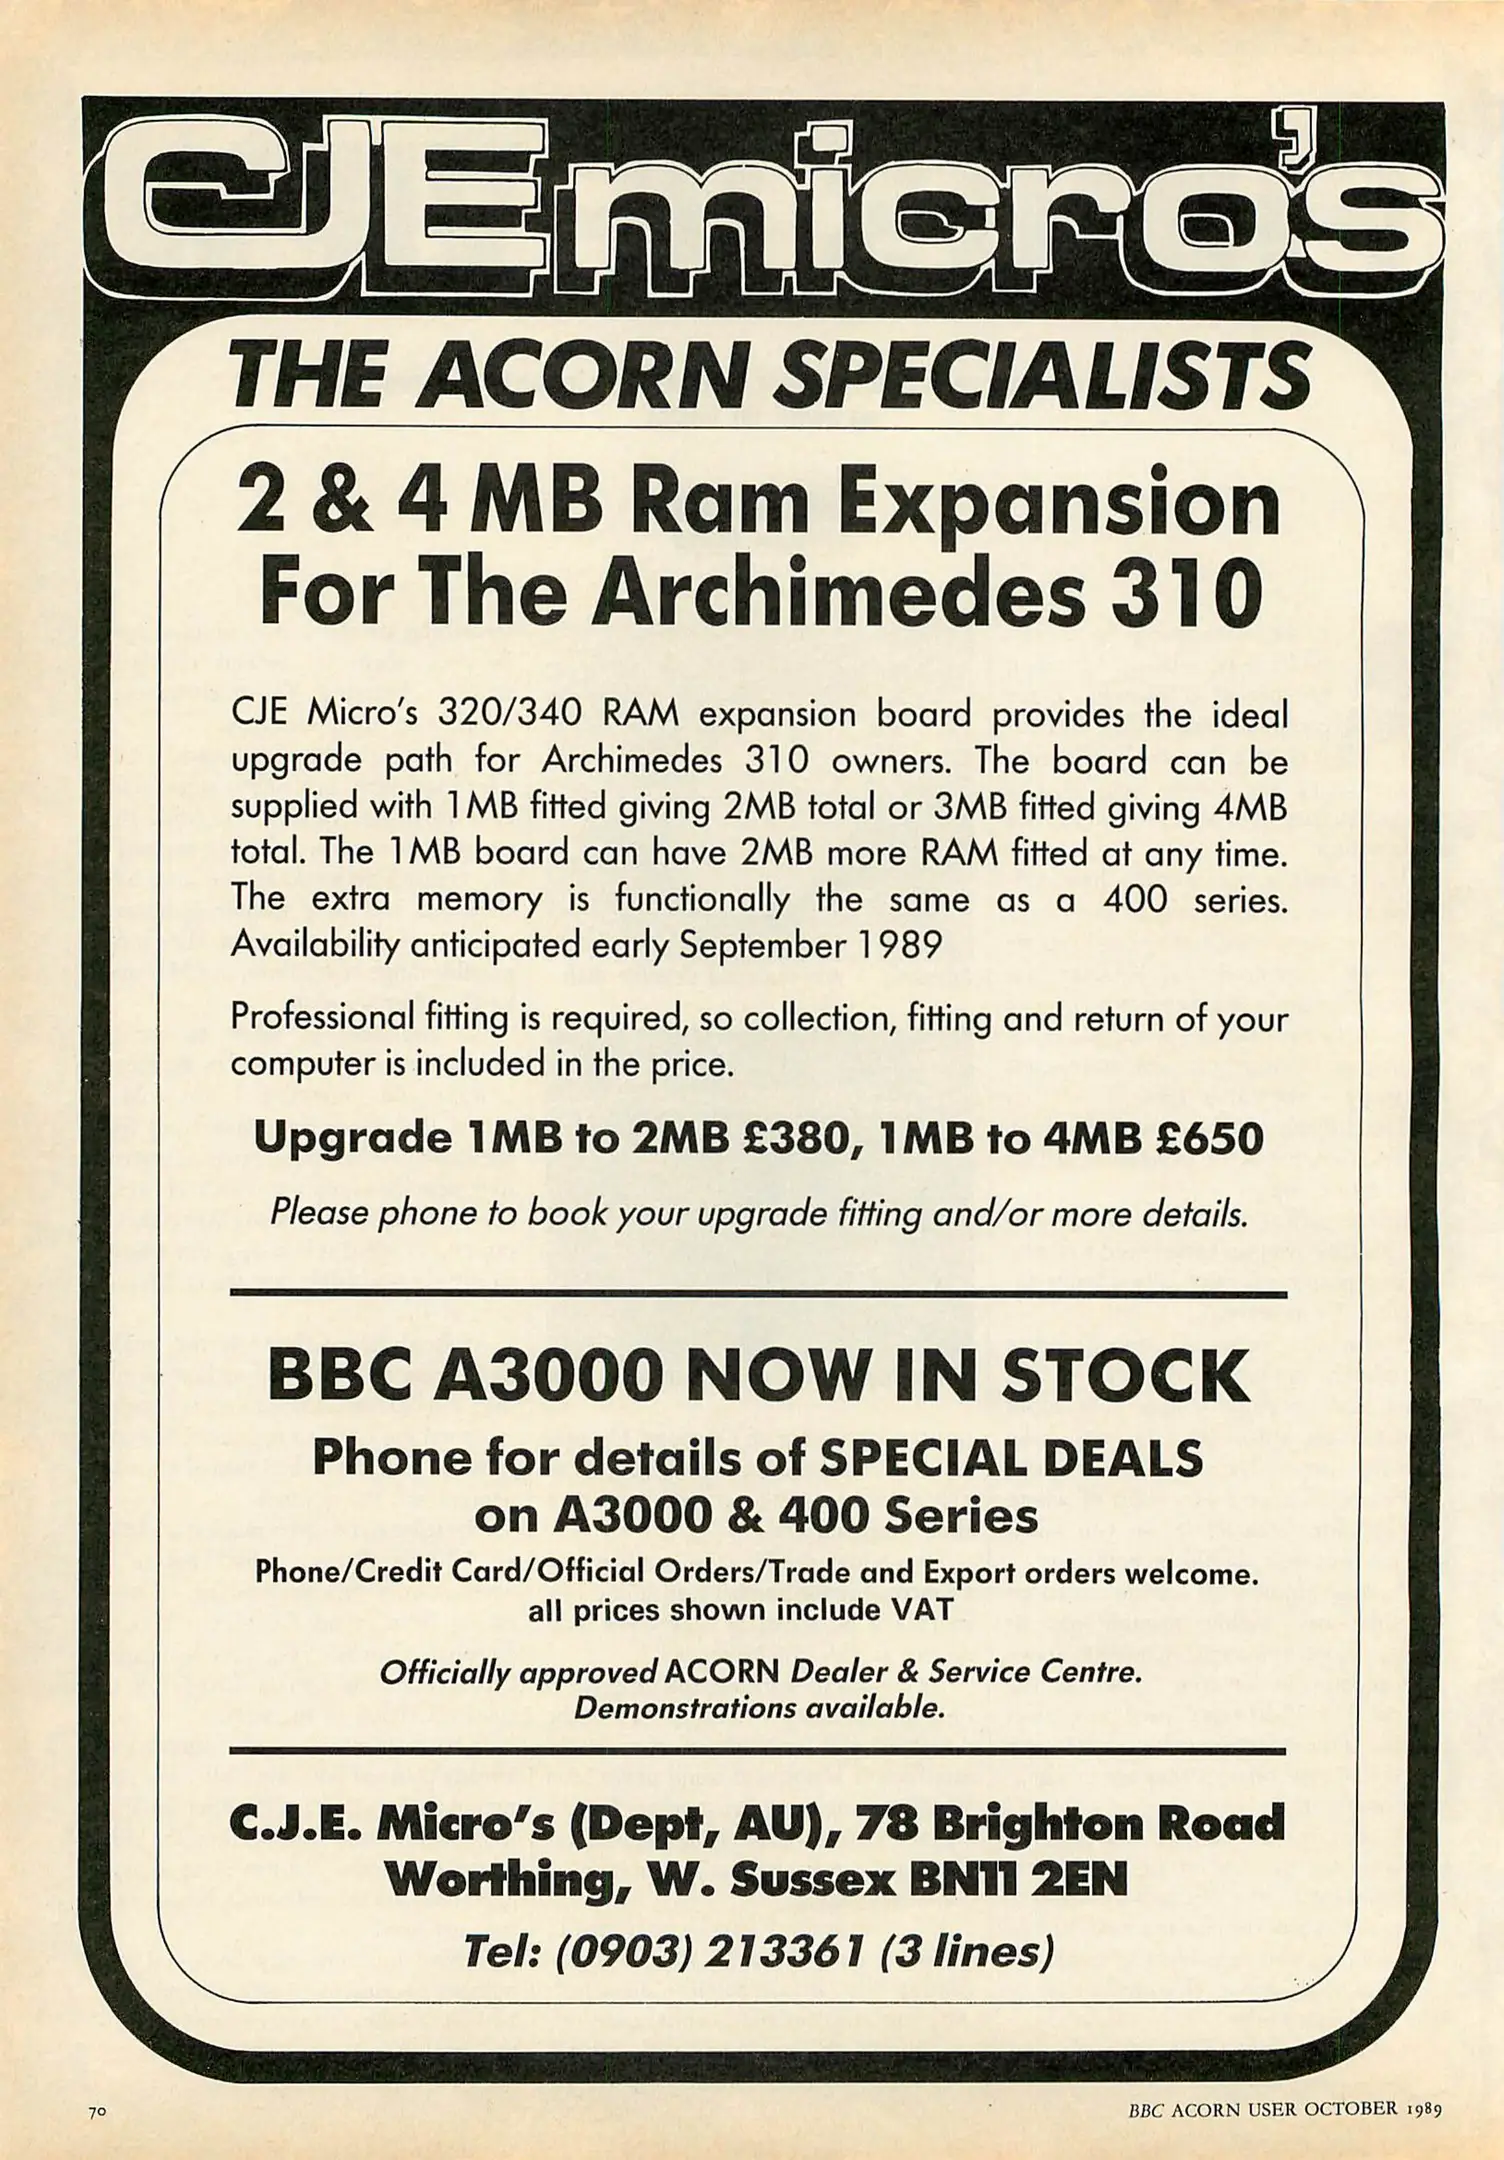 CJE micro's
THE ACORN SPECIALISTS
2 & 4 MB Ram Expansion
For The Archimedes 310
CJE Micro's 320/340 RAM expansion board provides the ideal
upgrade path for Archimedes 310 owners. The board can be
supplied with 1MB fitted giving 2MB total or 3MB fitted giving 4MB
total. The 1MB board can have 2MB more RAM fitted at any time.
The extra memory is functionally the same as a 400 series.
Availability anticipated early September 1989
Professional fitting is required, so collection, fitting and return of your
computer is included in the price.
Upgrade 1MB to 2MB £380, 1MB to 4MB £650
Please phone to book your upgrade fitting and/or more details.
BBC A3000 NOW IN STOCK
Phone for details of SPECIAL DEALS
on A3000 & 400 Series
Phone/Credit Card/Official Orders/Trade and Export orders welcome.
all prices shown include VAT
Officially approved ACORN Dealer & Service Centre.
Demonstrations available.
C.J.E. Micro's (Dept, AU), 78 Brighton Road
Worthing, W. Sussex BN11 2EN
Tel: (0903) 213361 (3 lines)
70
BBC ACORN USER OCTOBER 1989